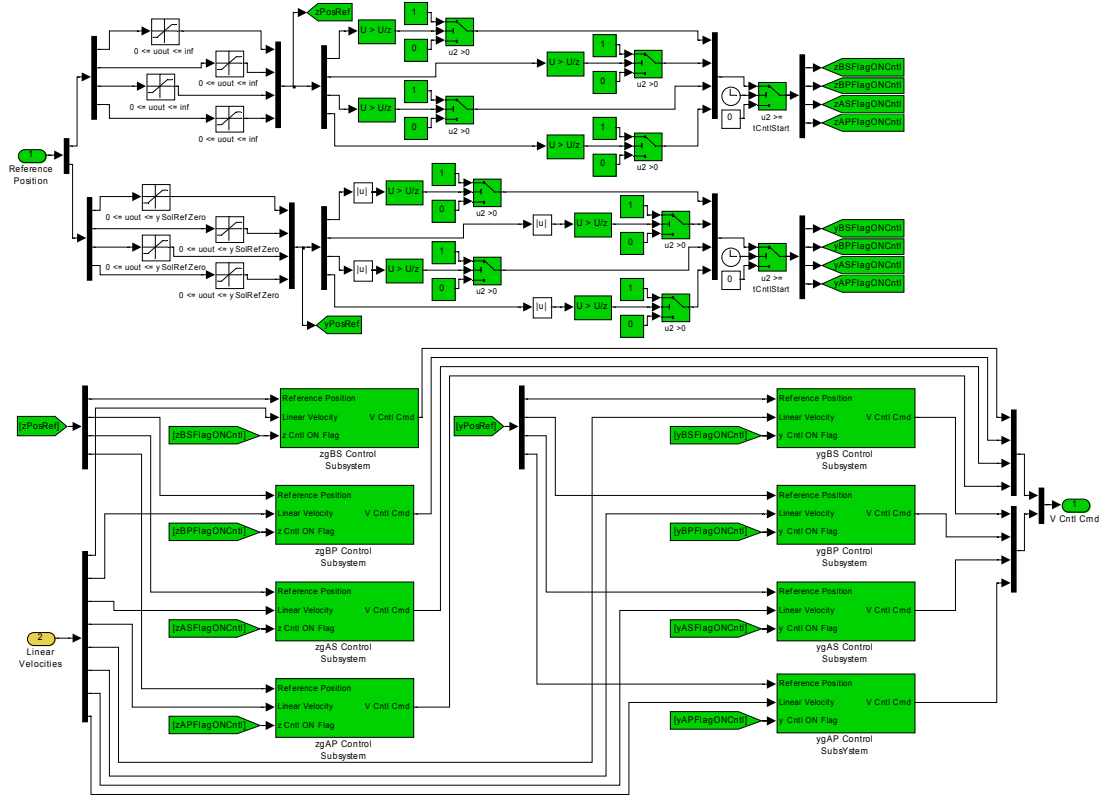 zPosRef
1
0
U > U/z
u2 >0
0 <= uout <= inf
0 <= uout <= inf
0 <= uout <= inf
0 <= uout <= inf
1
0
U > U/z
u2 >0
1
0
U > U/z
u2 >0
1
0
U > U/z
u2 >0
0
u2 >=
tCntlStart
zBSFlagONCntl
zBPFlagONCntl
zASFlagONCntl
zAPFlagONCntl
1
Reference
Position
0 <= uout <= ySolRefZero
0 <= uout <= ySolRefZero
0 <= uout <= ySolRefZero
0 <= uout <= ySolRefZero
|u|
U > U/z
1
0
u2 >0
|u|
U > U/z
1
0
u2 >0
|u|
U > U/z
1
0
u2 >0
|u|
U > U/z
1
0
u2 >0
0
u2 >=
tCntlStart
yBSFlagONCntl
yBPFlagONCntl
yASFlagONCntl
yAPFlagONCntl
yPosRef
[zPosRef]
Reference Position
Linear Velocity
V Cntl Cmd
z Cntl ON Flag
[zBSFlagONCntl]
zgBS Control
Subsystem
Reference Position
Linear Velocity
V Cntl Cmd
z Cntl ON Flag
[zBPFlagONCntl]
zgBP Control
Subsystem
Reference Position
Linear Velocity
V Cntl Cmd
z Cntl ON Flag
[zASFlagONCntl]
zgAS Control
Subsystem
Reference Position
Linear Velocity
V Cntl Cmd
z Cntl ON Flag
[zAPFlagONCntl]
zgAP Control
Subsystem
2
Linear
Velocities
[yPosRef]
Reference Position
Linear Velocity
V Cntl Cmd
y Cntl ON Flag
[yBSFlagONCntl]
ygBS Control
Subsystem
Reference Position
Linear Velocity
V Cntl Cmd
y Cntl ON Flag
[yBPFlagONCntl]
ygBP Control
Subsystem
Reference Position
Linear Velocity
V Cntl Cmd
y Cntl ON Flag
[yASFlagONCntl]
ygAS Control
Subsystem
Reference Position
Linear Velocity
V Cntl Cmd
y Cntl ON Flag
[yAPFlagONCntl]
ygAP Control
SubsYstem
1
V Cntl Cmd